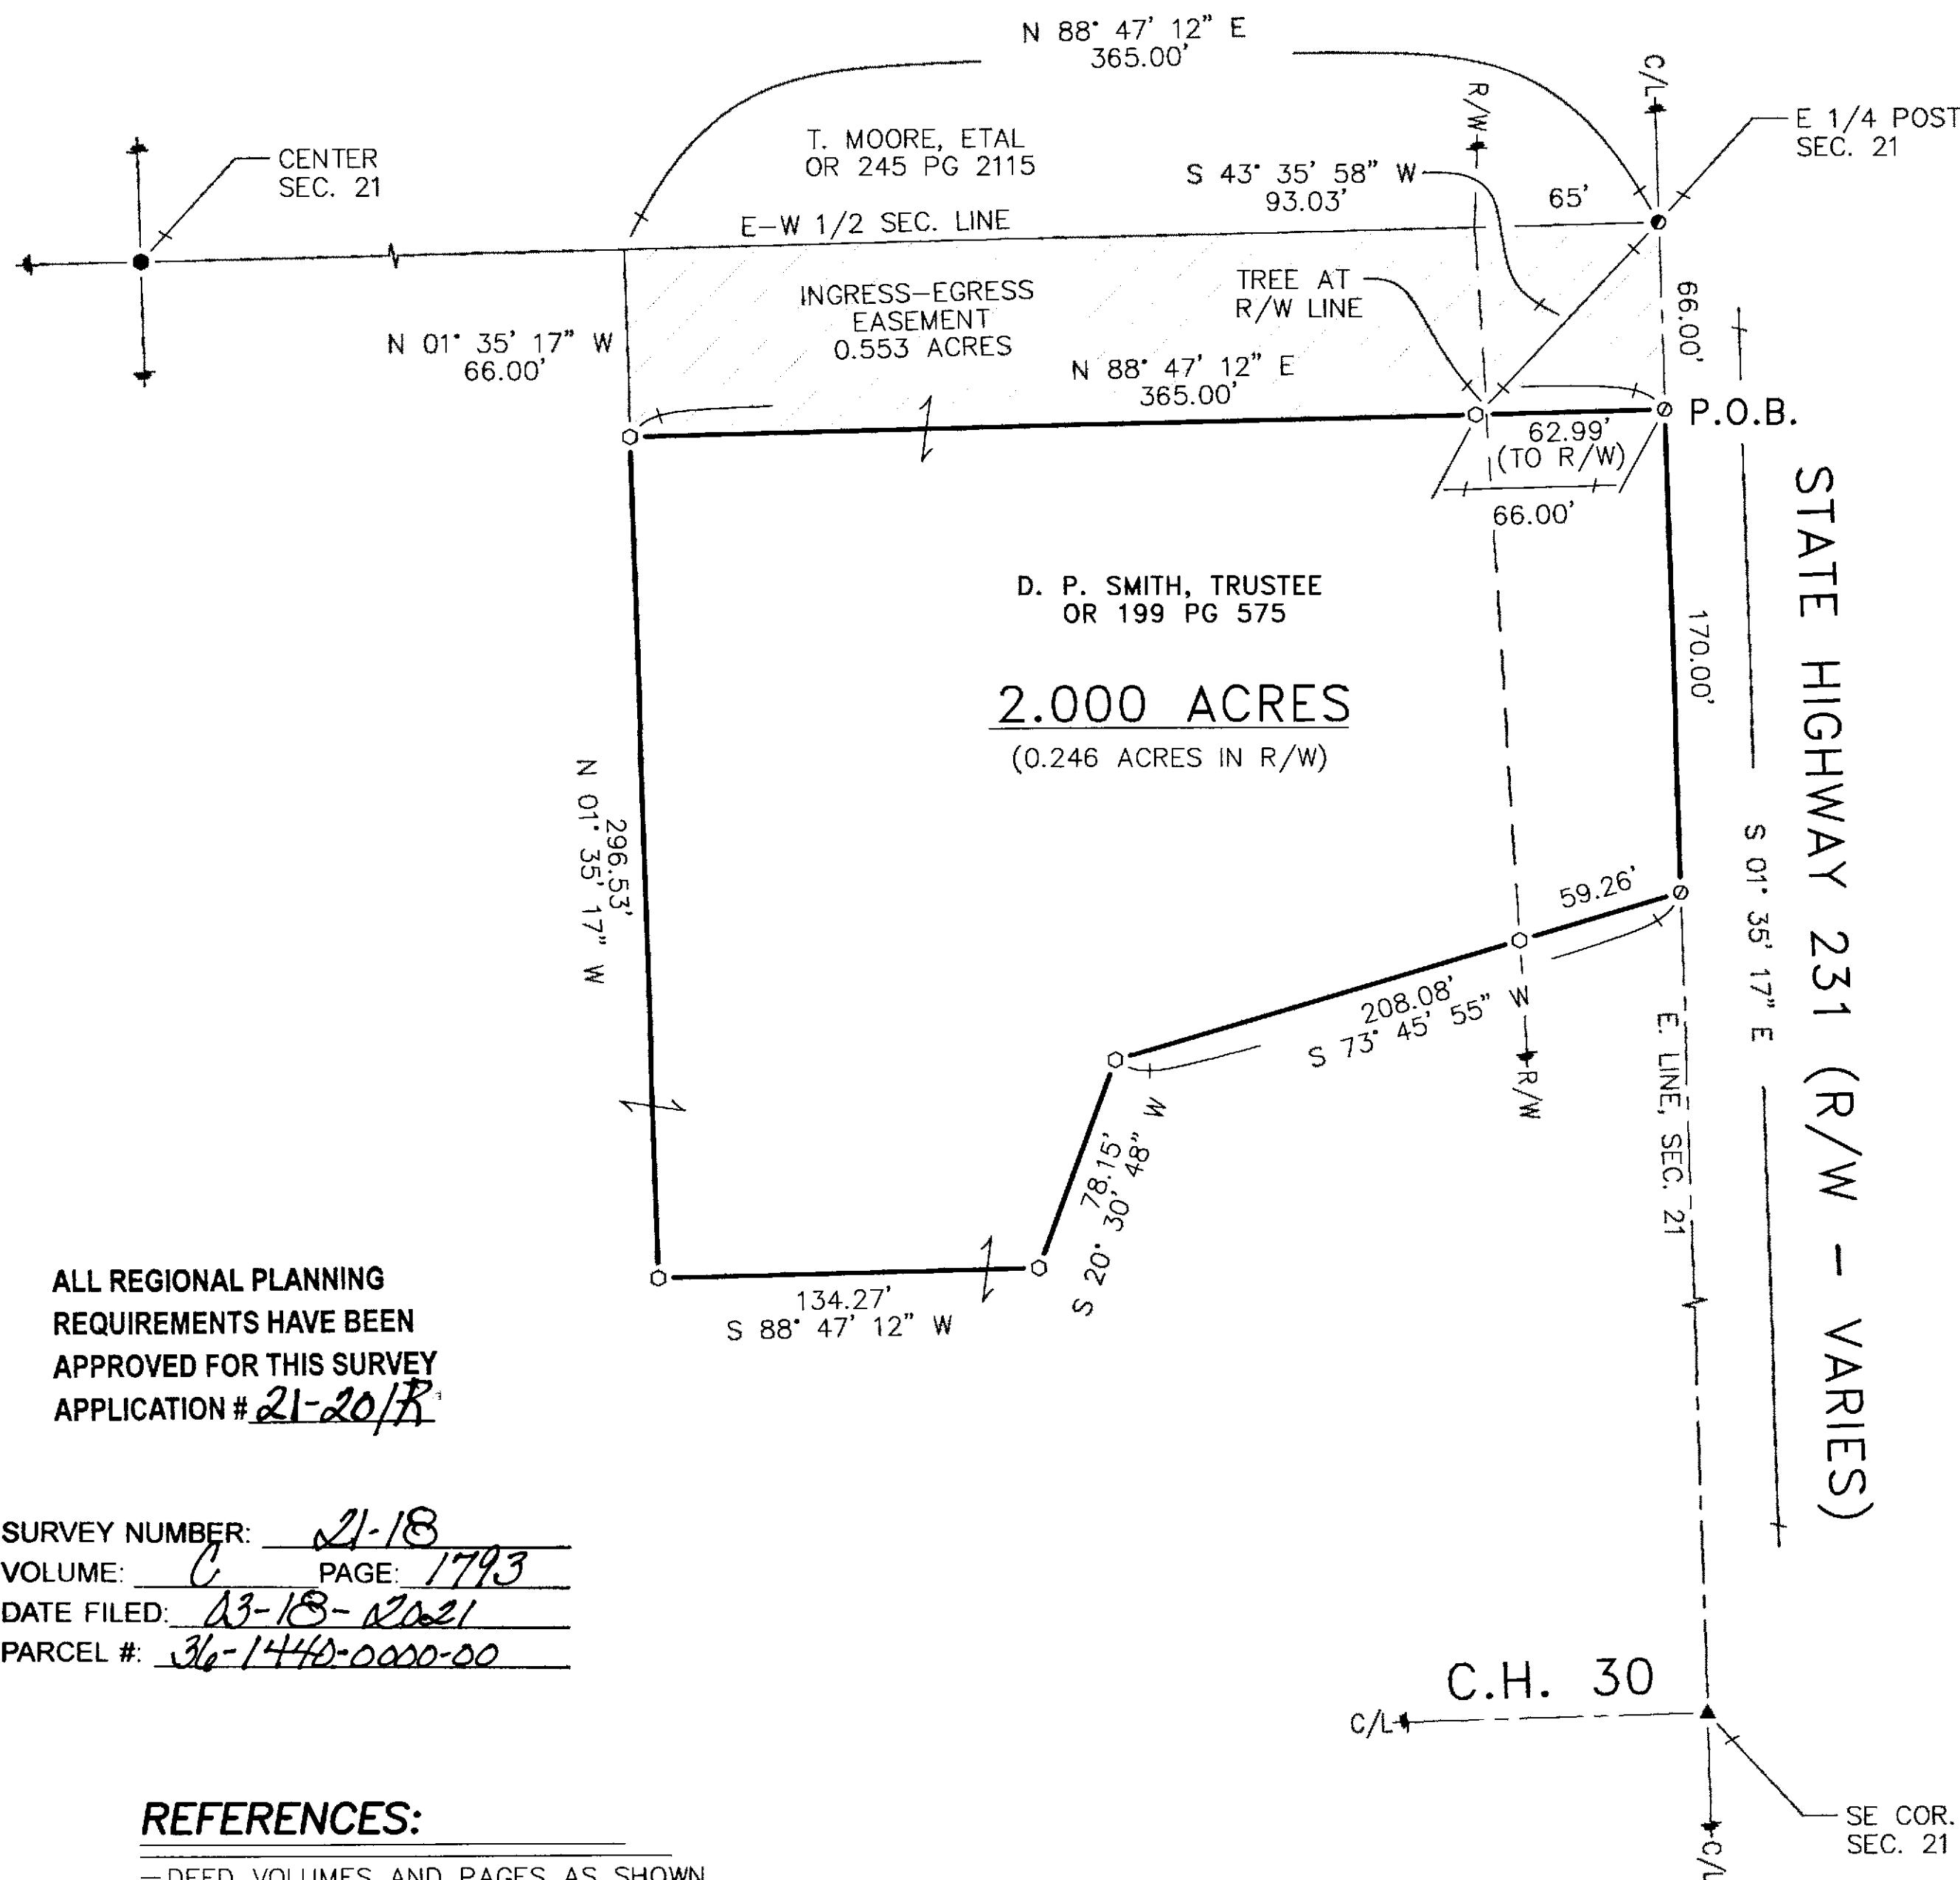 N 88° 47' 12" E
365.00'
C/L
R/W
E 1/4 POST
SEC. 21
CENTER
SEC. 21
T. MOORE, ETAL
OR 245 PG 2115
S 43° 35' 58" W
93.03'
65'
E-W 1/2 SEC. LINE
INGRESS-EGRESS
EASEMENT
0.553 ACRES
TREE AT
R/W LINE
66.00'
N 01° 35' 17" W
66.00'
N 88° 47' 12" E
365.00'
P.O.B.
62.99'
(TO R/W)
66.00'
D. P. SMITH, TRUSTEE
OR 199 PG 575
2.000 ACRES
(0.246 ACRES IN R/W)
170.00'
STATE HIGHWAY 231 (R/W - VARIES)
S 01° 35' 17" E
296.53'
N 01° 35' 17" W
59.26'
208.08'
S 73° 45' 55" W
R/W
E. LINE, SEC. 21
78.15'
S 20° 30' 48" W
134.27'
S 88° 47' 12" W
ALL REGIONAL PLANNING
REQUIREMENTS HAVE BEEN
APPROVED FOR THIS SURVEY
APPLICATION # 21-20/R
SURVEY NUMBER: 21-18
VOLUME: C PAGE: 1793
DATE FILED: 03-18-2021
PARCEL #: 36-1440-0000-00
C.H. 30
C/L
SE COR.
SEC. 21
C/L
REFERENCES:
-DEED VOLUMES AND PAGES AS SHOWN